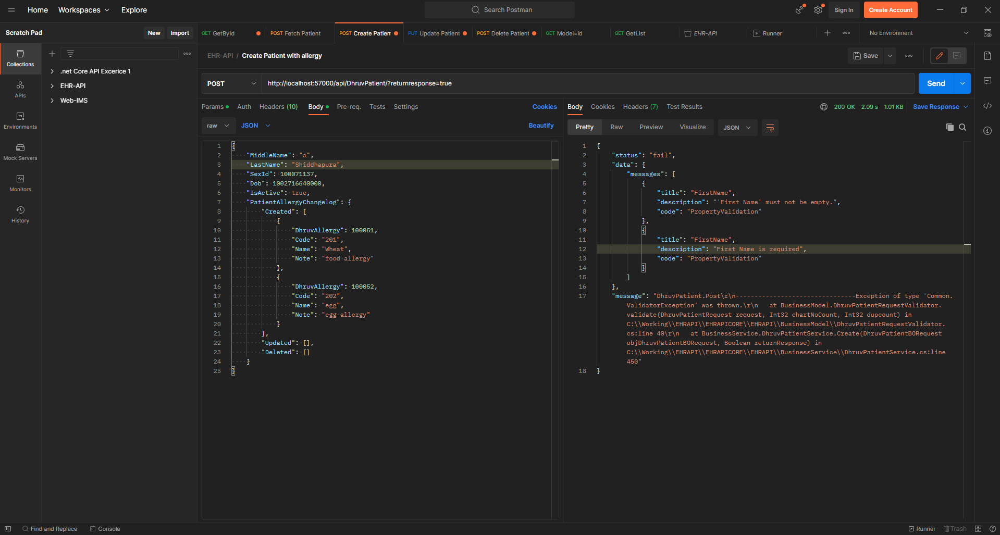 Home Workspaces Explore Search Postman Sign In Create Account
Scratch Pad New Import
GET GetById POST Fetch Patient POST Create Patien PUT Update Patient POST Delete Patient GET Model=id GET GetList EHR-API Runner No Environment
EHR-API / Create Patient with allergy Save
Collections
APIs
Environments
Mock Servers
Monitors
History
.net Core API Excerice 1
EHR-API
Web-IMS
POST http://localhost:57000/api/DhruvPatient/?returnresponse=true Send
Params Auth Headers (10) Body Pre-req. Tests Settings Cookies
raw JSON Beautify
1 {
2 "MiddleName": "a",
3 "LastName": "Shiddhapura",
4 "SexId": 100071137,
5 "Dob": 1002716640000,
6 "IsActive": true,
7 "PatientAllergyChangelog": {
8 "Created": [
9 {
10 "DhruvAllergy": 100051,
11 "Code": "201",
12 "Name": "Wheat",
13 "Note": "food allergy"
14 },
15 {
16 "DhruvAllergy": 100052,
17 "Code": "202",
18 "Name": "egg",
19 "Note": "egg allergy"
20 }
21 ],
22 "Updated": [],
23 "Deleted": []
24 }
25 }
Body Cookies Headers (7) Test Results 200 OK 2.09 s 1.01 KB Save Response
Pretty Raw Preview Visualize JSON
1 {
2 "status": "fail",
3 "data": {
4 "messages": [
5 {
6 "title": "FirstName",
7 "description": "'First Name' must not be empty.",
8 "code": "PropertyValidation"
9 },
10 {
11 "title": "FirstName",
12 "description": "First Name is required",
13 "code": "PropertyValidation"
14 }
15 ]
16 },
17 "message": "DhruvPatient.Post\r\n--------------------------------Exception of type 'Common.
ValidatorException' was thrown.\r\n   at BusinessModel.DhruvPatientRequestValidator.
validate(DhruvPatientRequest request, Int32 chartNoCount, Int32 dupcount) in
C:\\Working\\EHRAPI\\EHRAPICORE\\EHRAPI\\BusinessModel\\DhruvPatientRequestValidator.
cs:line 40\r\n   at BusinessService.DhruvPatientService.Create(DhruvPatientBORequest
objDhruvPatientBORequest, Boolean returnResponse) in
C:\\Working\\EHRAPI\\EHRAPICORE\\EHRAPI\\BusinessService\\DhruvPatientService.cs:line
450"
18 }
Find and Replace Console Runner Trash